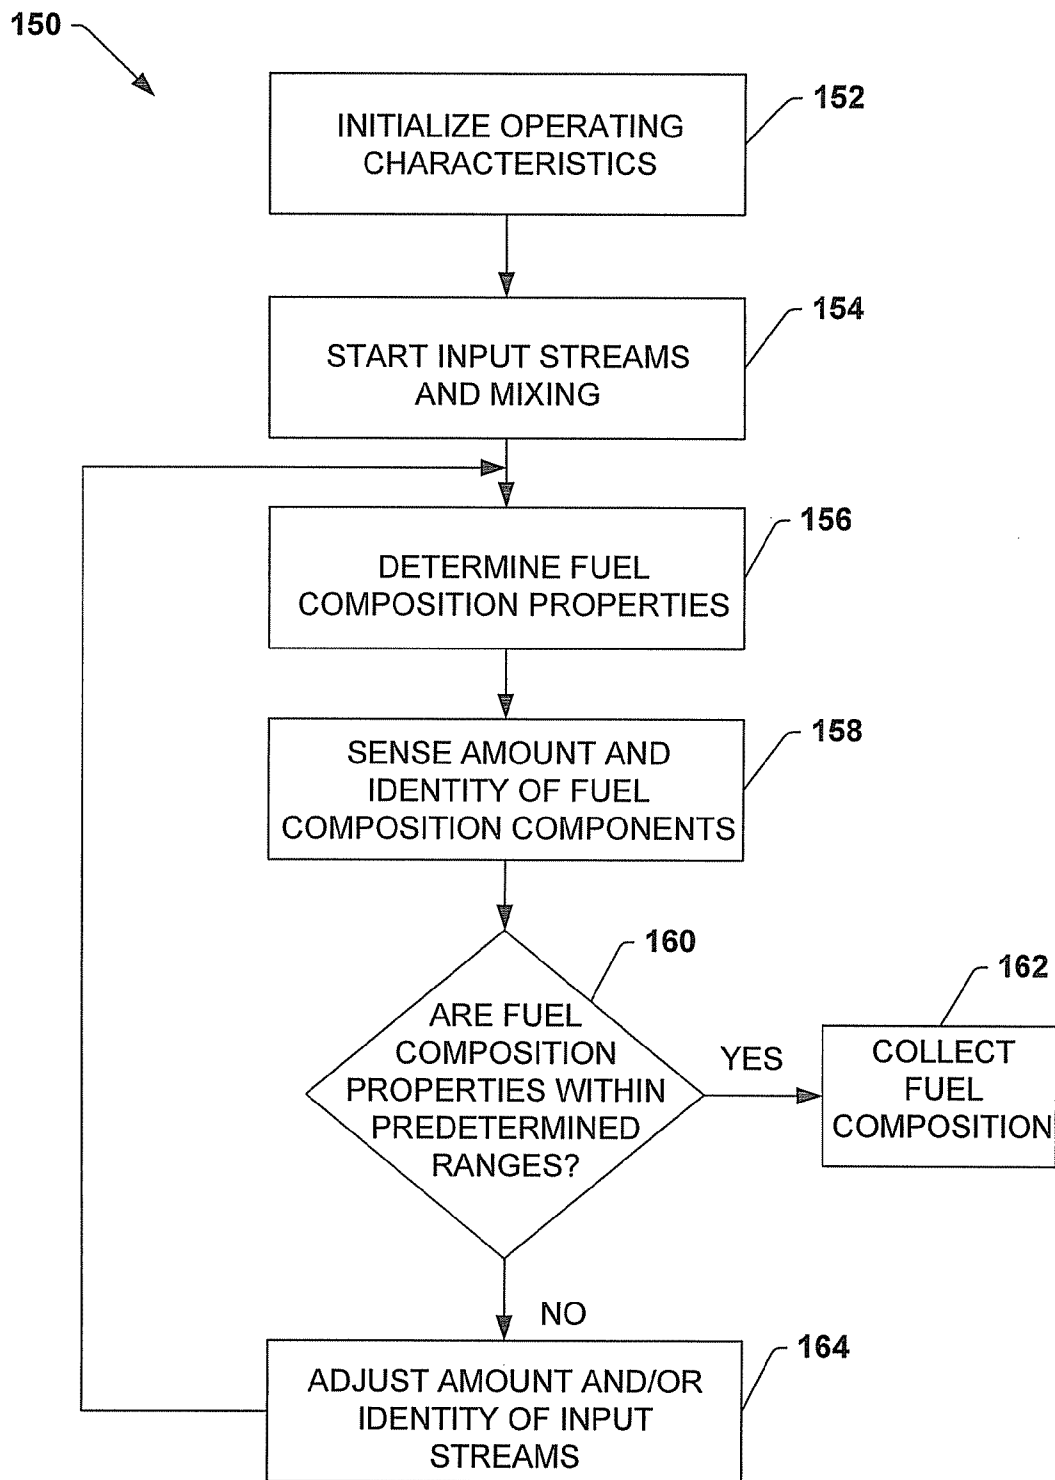 150
INITIALIZE OPERATING
CHARACTERISTICS
152
START INPUT STREAMS
AND MIXING
154
DETERMINE FUEL
COMPOSITION PROPERTIES
156
SENSE AMOUNT AND
IDENTITY OF FUEL
COMPOSITION COMPONENTS
158
ARE FUEL
COMPOSITION
PROPERTIES WITHIN
PREDETERMINED
RANGES?
160
YES
COLLECT
FUEL
COMPOSITION
162
NO
ADJUST AMOUNT AND/OR
IDENTITY OF INPUT
STREAMS
164